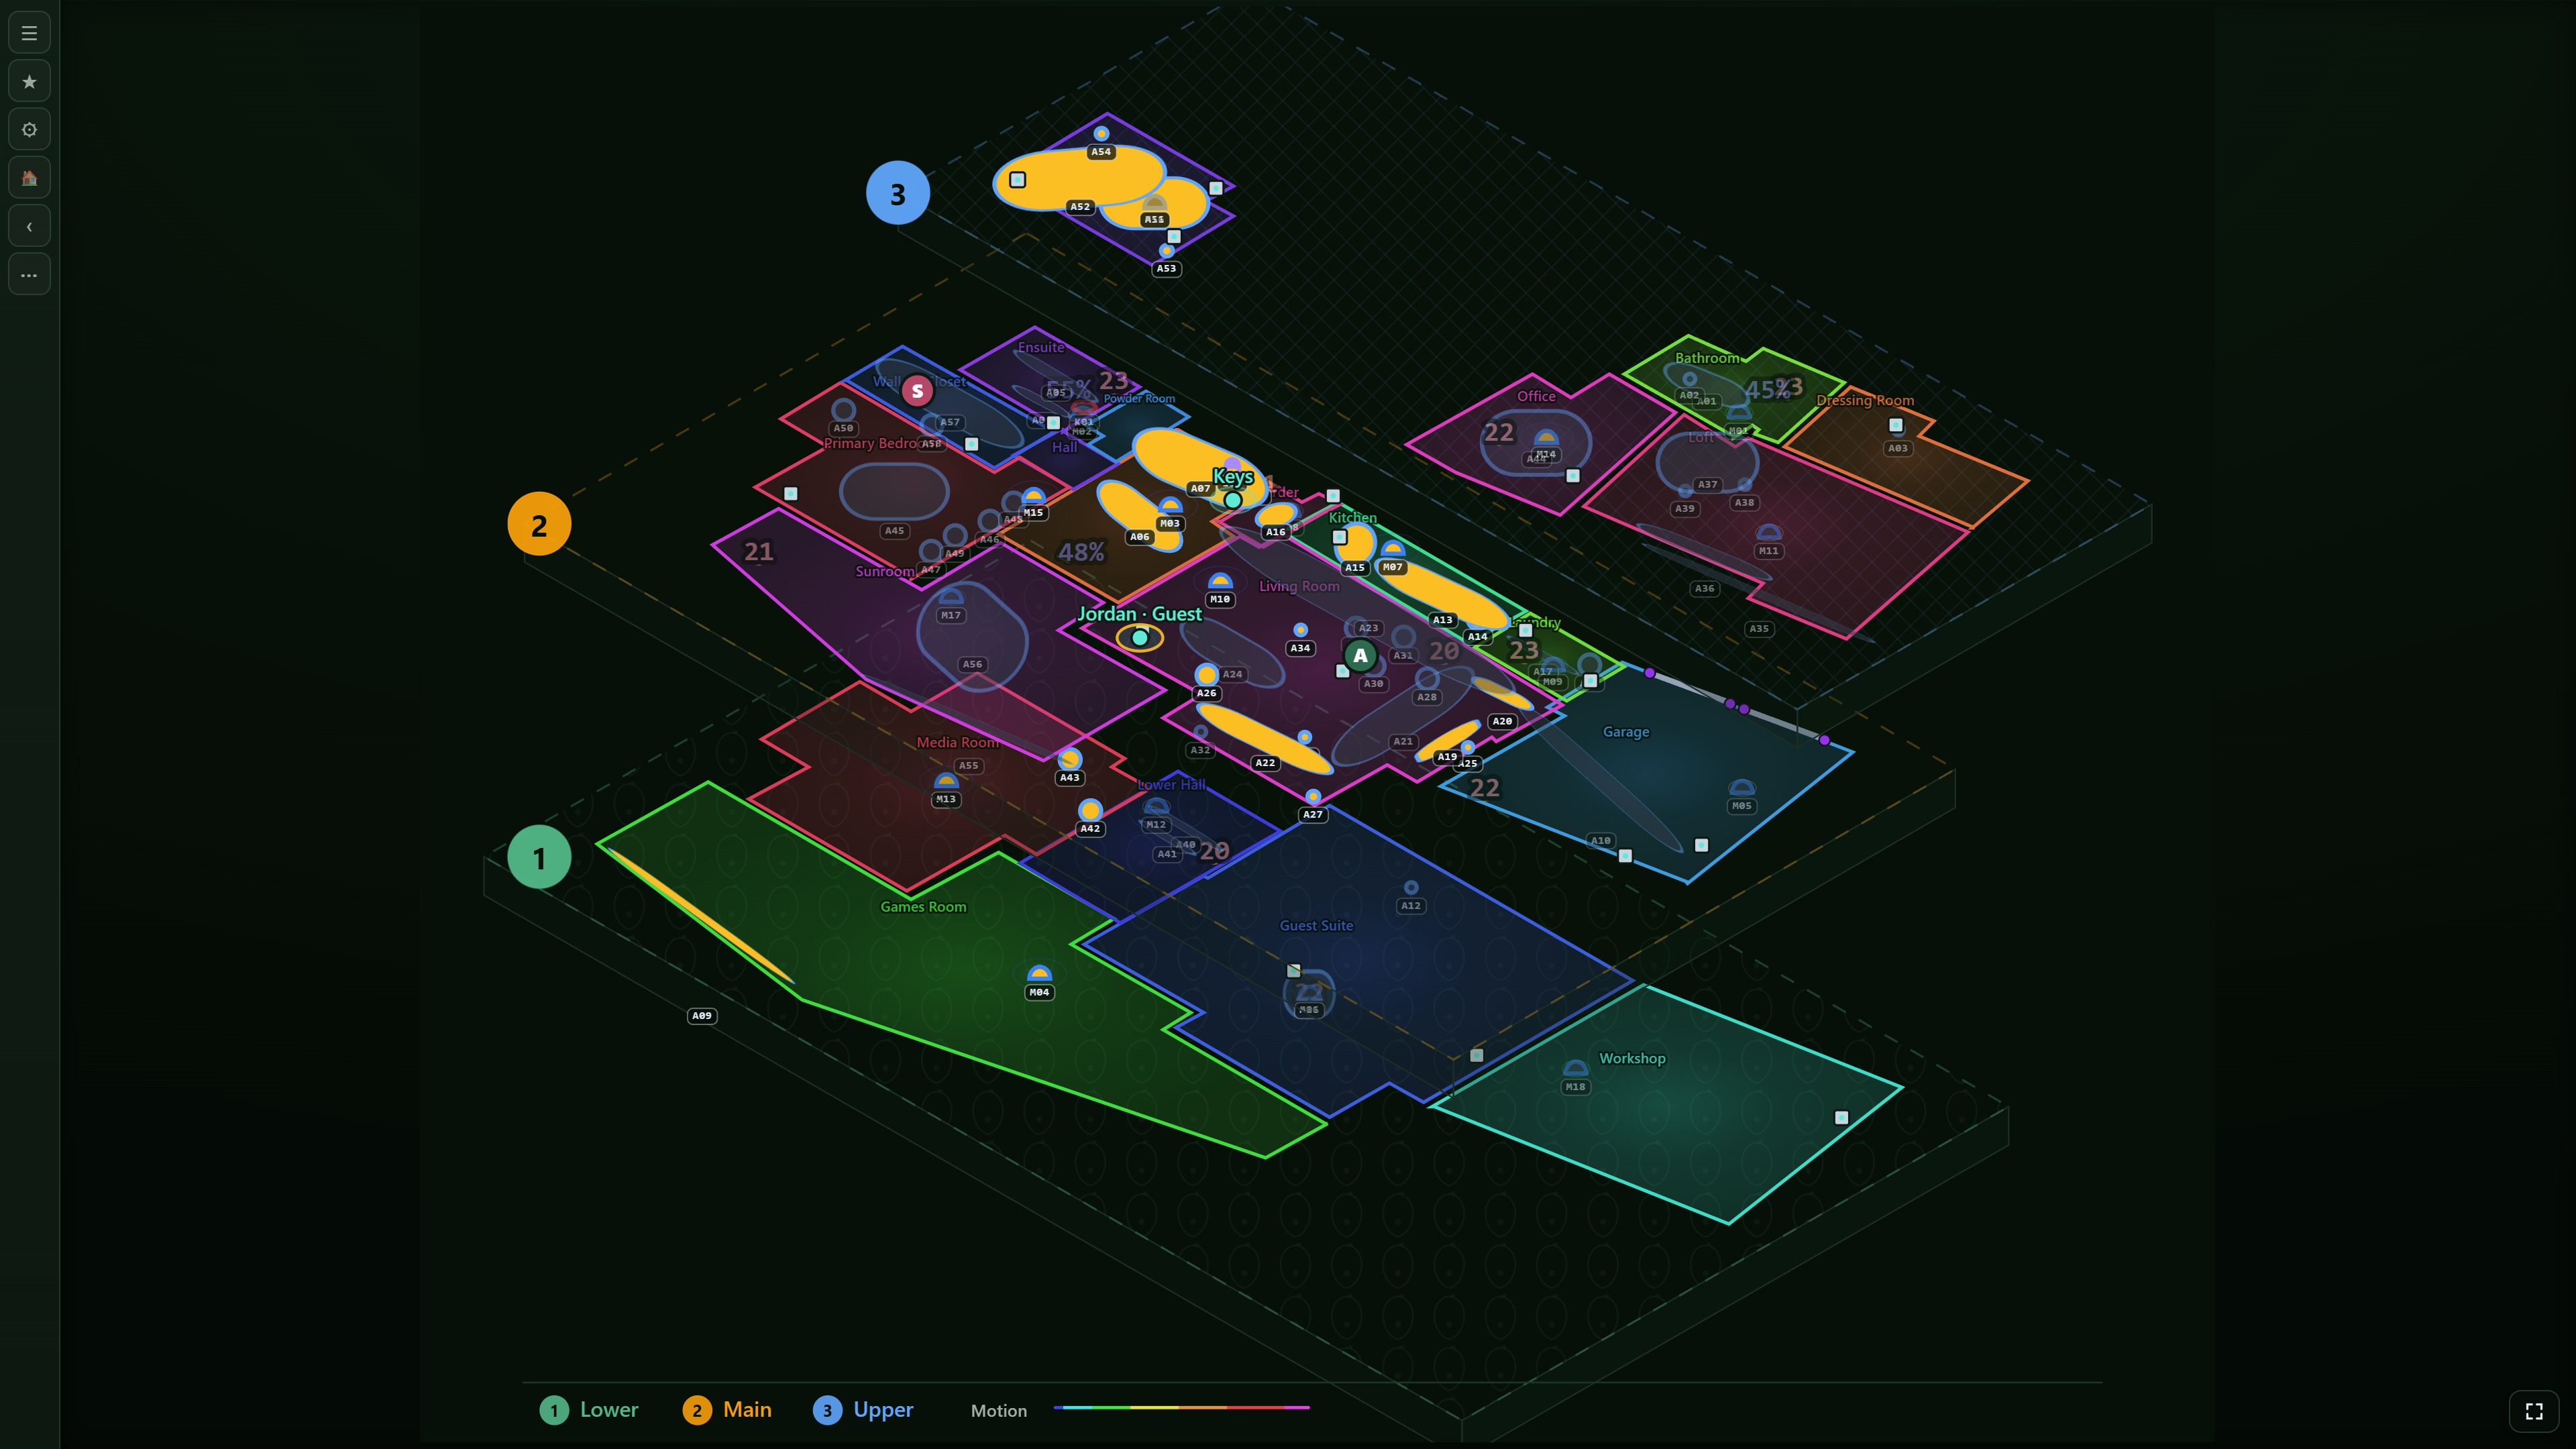 3
A54
A52
A53
2
Ensuite
23
Powder Room
A05
A57
A50
A58
Hall
S
Bathroom
45%
A02
A01
M01
Dressing Room
A03
Office
22
M14
Loft
A37
A39
A38
M11
A36
A35
Keys
A07
M03
A06
M15
48%
A45
A46
A49
A47
21
Sunroom
M17
A56
Kitchen
A16
A15
M07
A13
A14
Living Room
M10
Jordan · Guest
A34
A23
A
A31
A30
20
A28
23
A17
M09
A24
A26
A32
A22
A21
A20
A19
A25
A27
Garage
22
M05
A10
Media Room
A55
M13
A43
A42
Lower Hall
M12
A40
A41
20
1
Games Room
M04
A09
Guest Suite
A12
22
Workshop
M18
1 Lower
2 Main
3 Upper
Motion